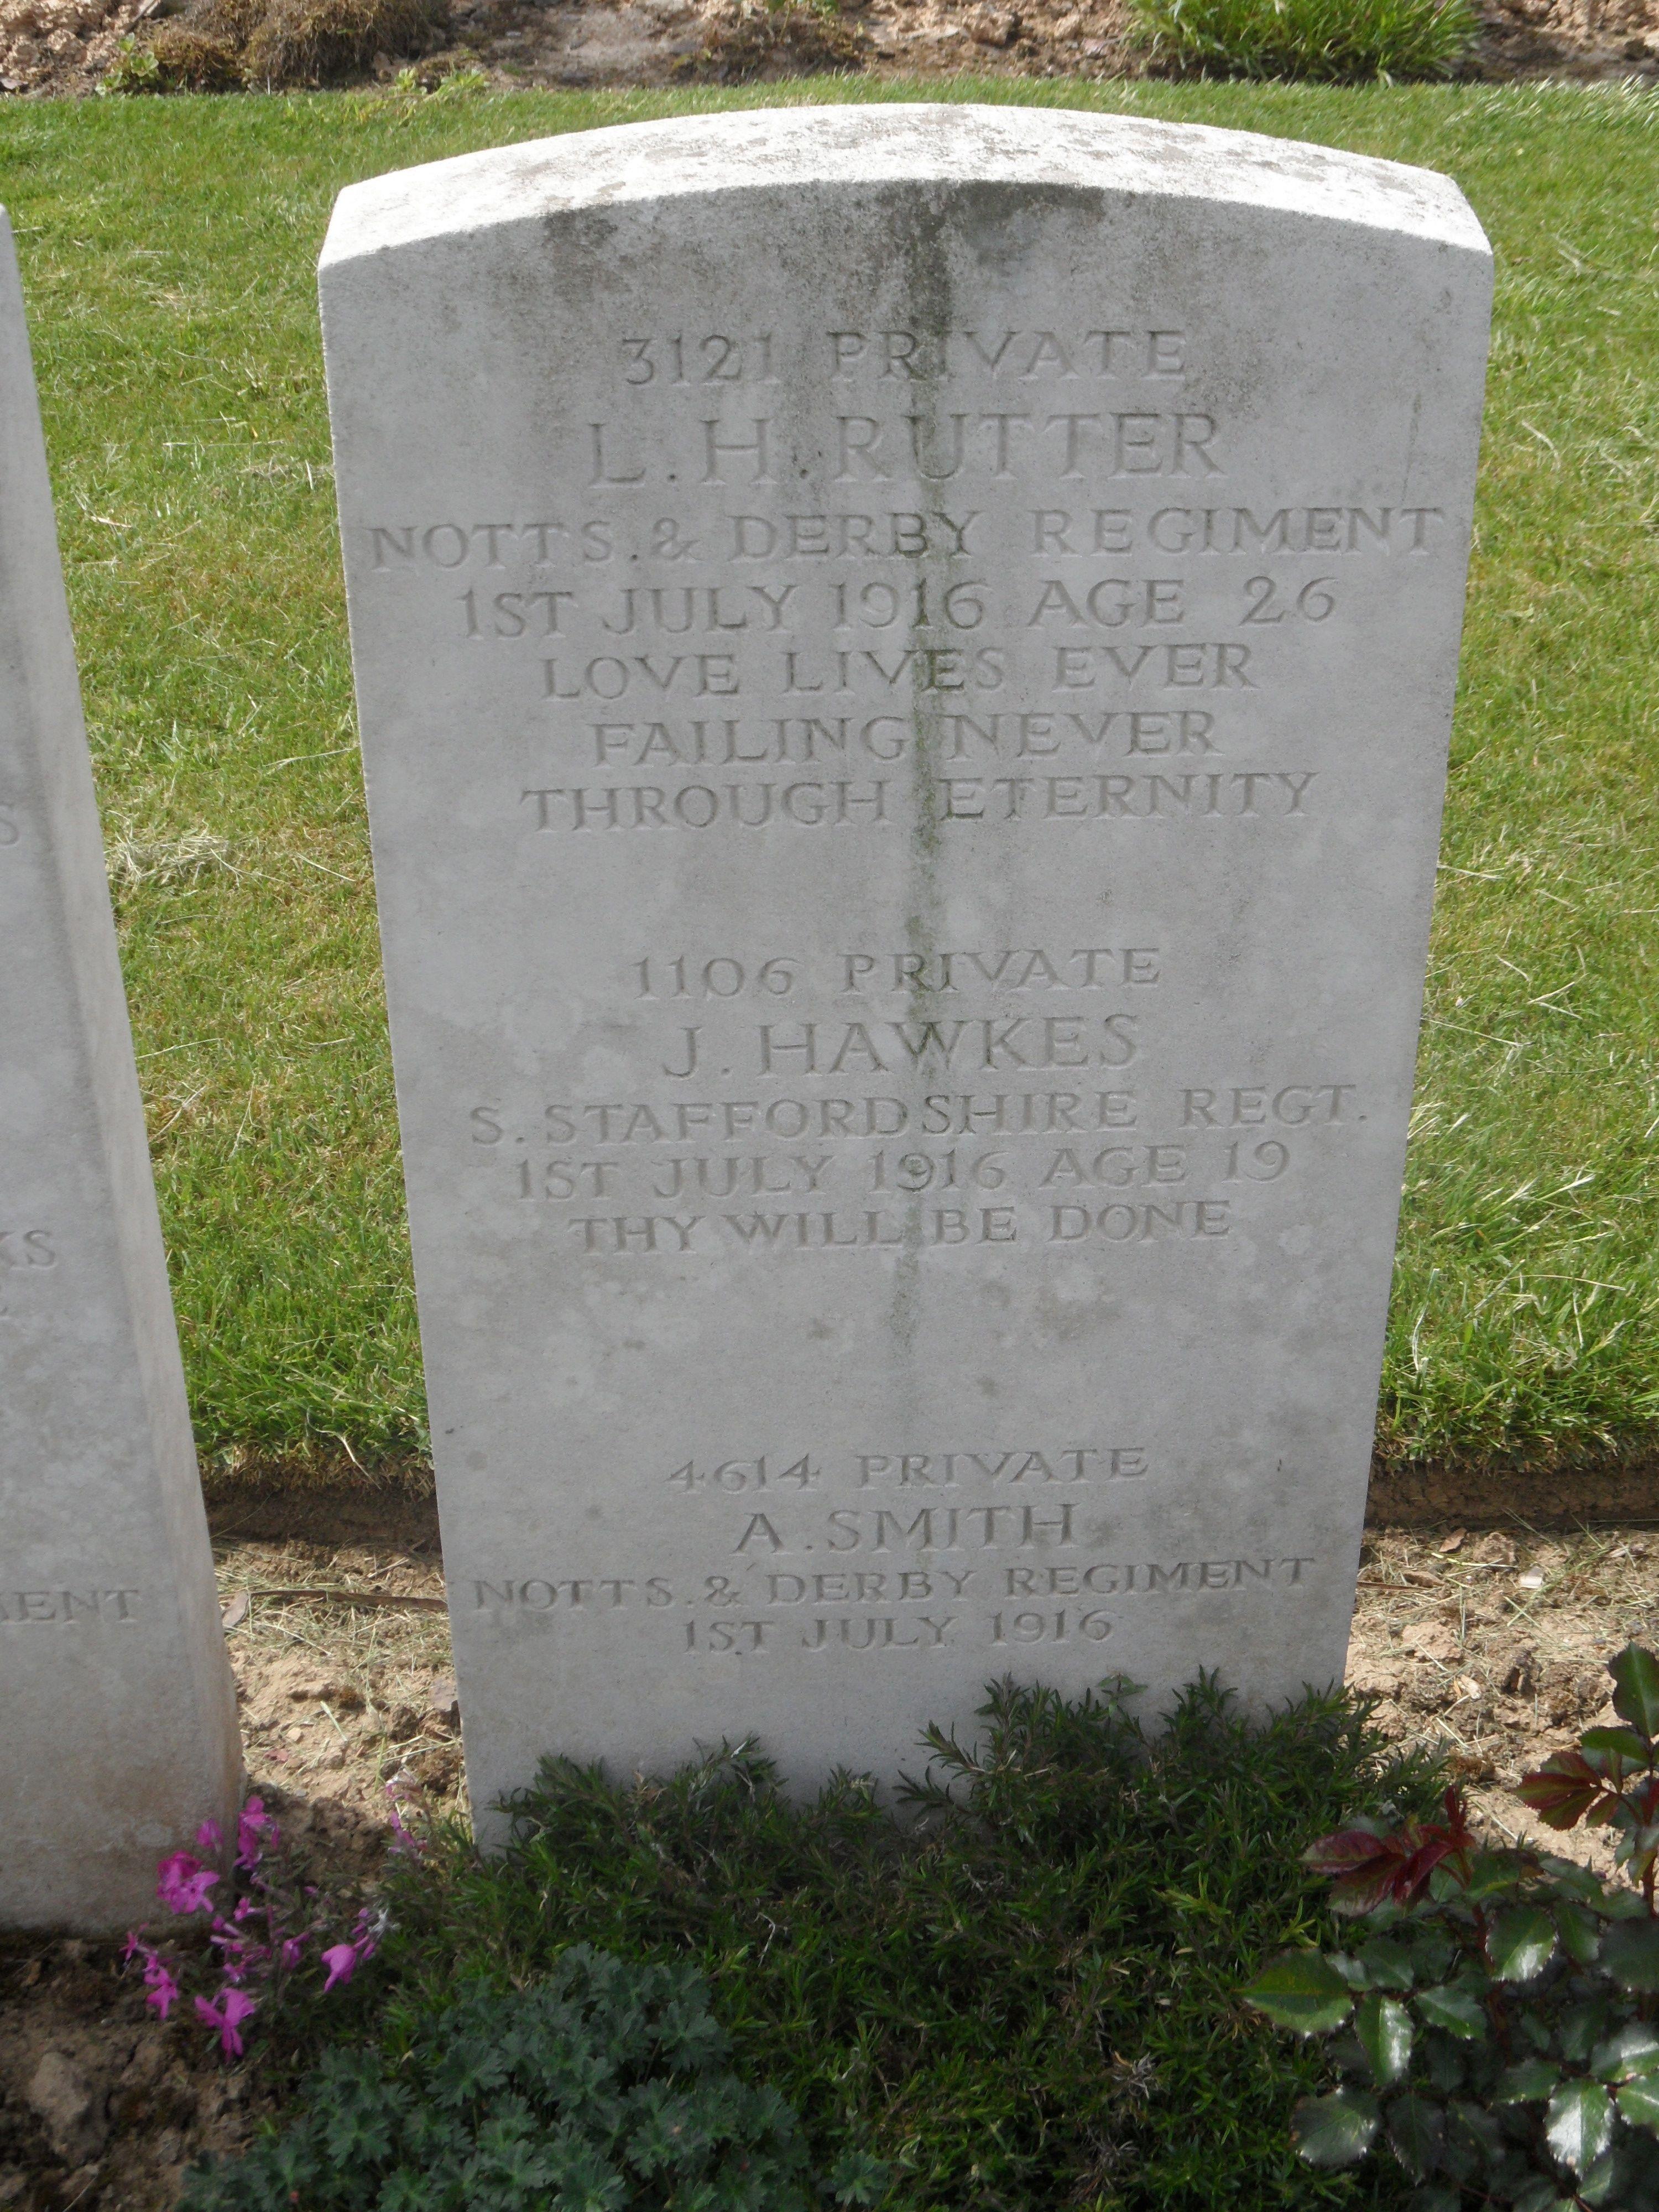 3121 PRIVATE
L. H. RUTTER
NOTTS. & DERBY REGIMENT
1ST JULY 1916 AGE 26
LOVE LIVES EVER
FAILING NEVER
THROUGH ETERNITY
1106 PRIVATE
J. HAWKES
S. STAFFORDSHIRE REGT.
1ST JULY 1916 AGE 19
THY WILL BE DONE
4614 PRIVATE
A. SMITH
NOTTS. & DERBY REGIMENT
1ST JULY 1916